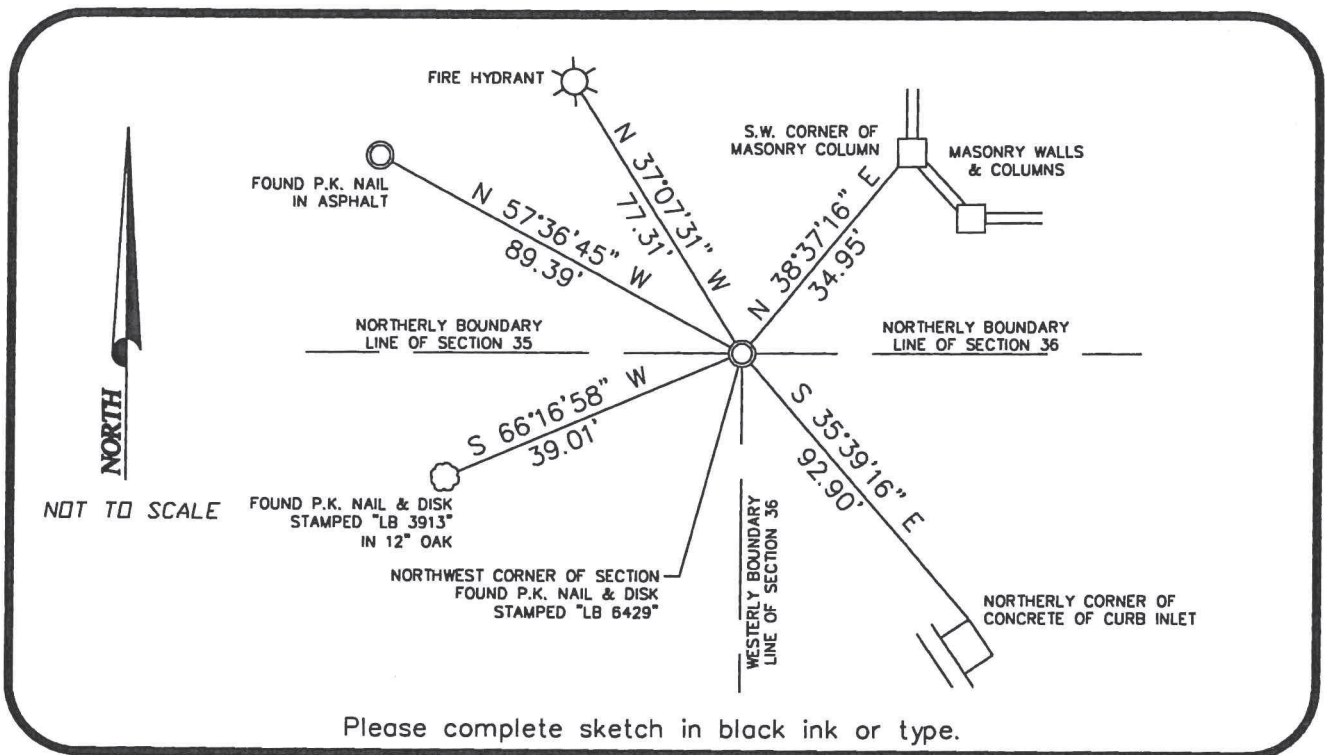 FIRE HYDRANT
S.W. CORNER OF
MASONRY COLUMN
MASONRY WALLS
& COLUMNS
FOUND P.K. NAIL
IN ASPHALT
N 37°07'31" W
77.31'
N 57°36'45" W
89.39'
N 38°37'16" E
34.95'
NORTHERLY BOUNDARY
LINE OF SECTION 35
NORTHERLY BOUNDARY
LINE OF SECTION 36
NORTH
NOT TO SCALE
S 66°16'58" W
39.01'
S 35°39'16" E
92.90'
FOUND P.K. NAIL & DISK
STAMPED "LB 3913"
IN 12" OAK
NORTHWEST CORNER OF SECTION
FOUND P.K. NAIL & DISK
STAMPED "LB 6429"
WESTERLY BOUNDARY
LINE OF SECTION 36
NORTHERLY CORNER OF
CONCRETE OF CURB INLET
Please complete sketch in black ink or type.